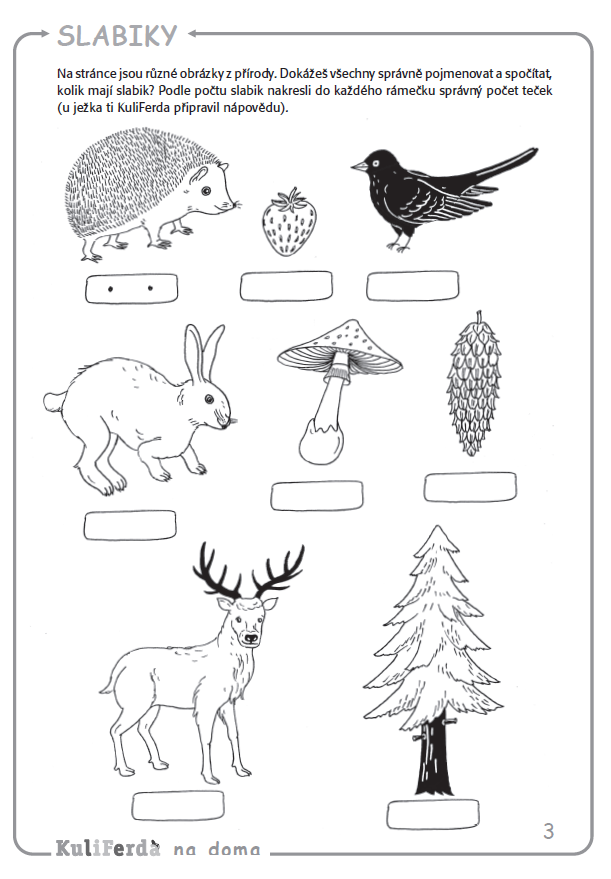 SLABIKY
Na stránce jsou různé obrázky z přírody. Dokážeš všechny správně pojmenovat a spočítat,
kolik mají slabik? Podle počtu slabik nakresli do každého rámečku správný počet teček
(u ježka ti KuliFerda připravil nápovědu).
3
KuliFerda na doma